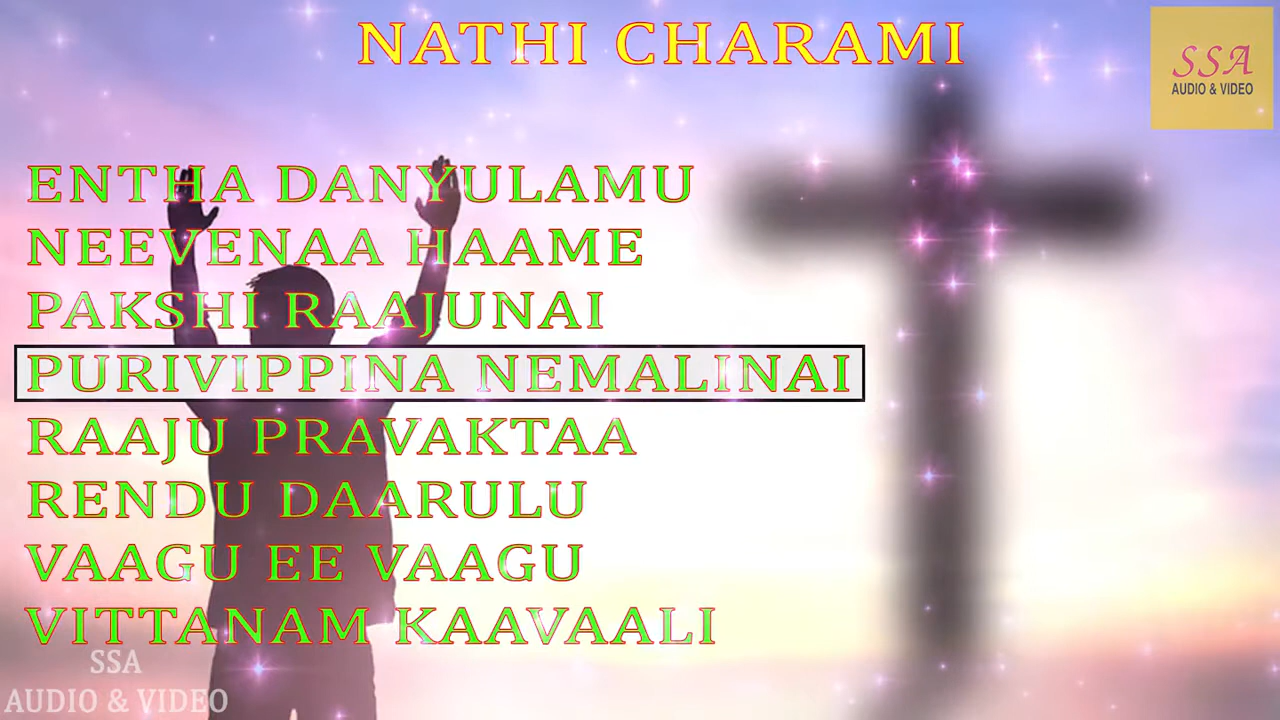 NATHI CHARAMI
SSA
AUDIO & VIDEO
ENTHA DANYULAMU
NEEVENAA HAAME
PAKSHI RAAJUNAI
PURIVIPPINA NEMALINAI
RAAJU PRAVAKTAA
RENDU DAARULU
VAAGU EE VAAGU
VITTANAM KAAVAALI
SSA
AUDIO & VIDEO